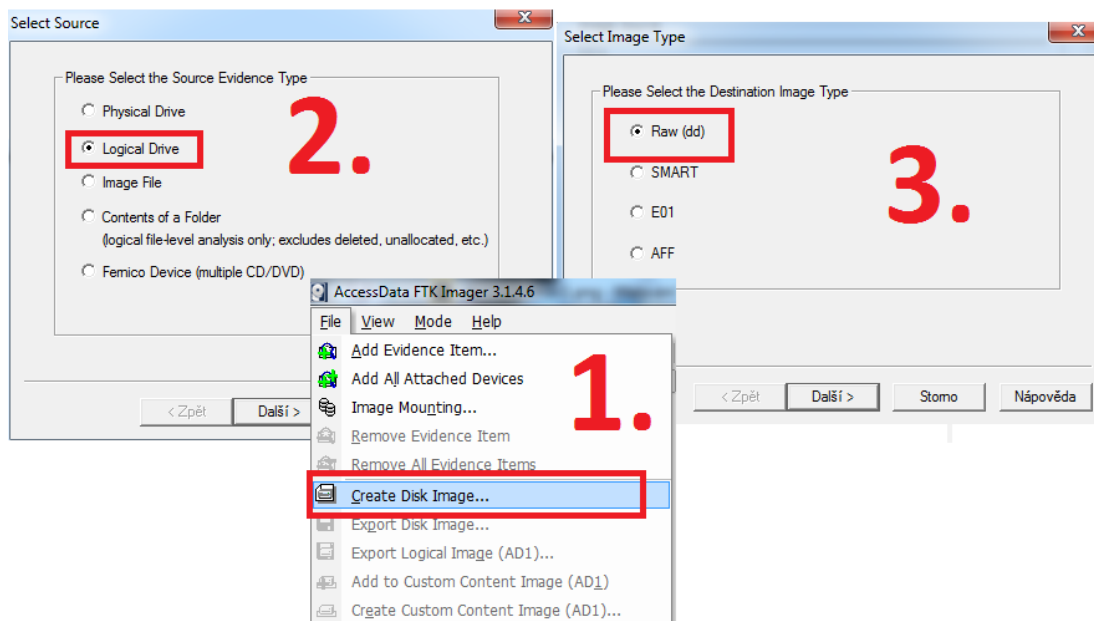 Select Source
Please Select the Source Evidence Type
Physical Drive
Logical Drive
Image File
Contents of a Folder
(logical file-level analysis only; excludes deleted, unallocated, etc.)
Fernico Device (multiple CD/DVD)
< Zpět
Další >
2.
Select Image Type
Please Select the Destination Image Type
Raw (dd)
SMART
E01
AFF
< Zpět
Další >
Storno
Nápověda
3.
AccessData FTK Imager 3.1.4.6
File View Mode Help
Add Evidence Item...
Add All Attached Devices
Image Mounting...
Remove Evidence Item
Remove All Evidence Items
Create Disk Image...
Export Disk Image...
Export Logical Image (AD1)...
Add to Custom Content Image (AD1)
Create Custom Content Image (AD1)...
1.